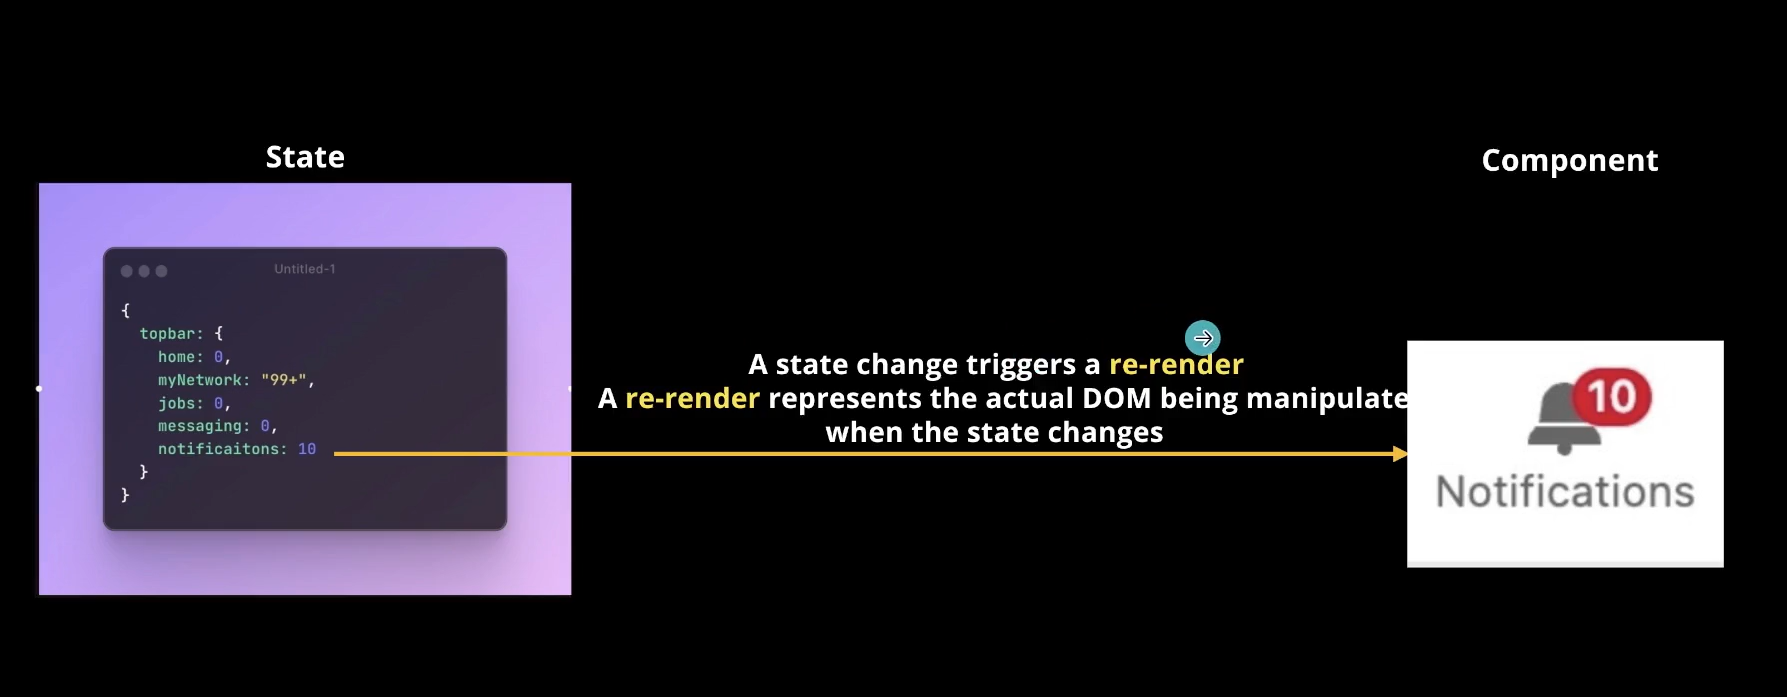 State
Component
Untitled-1
{
topbar: {
home: 0,
myNetwork: "99+",
jobs: 0,
messaging: 0,
notificaitons: 10
}
}
A state change triggers a re-render
A re-render represents the actual DOM being manipulate
when the state changes
10
Notifications